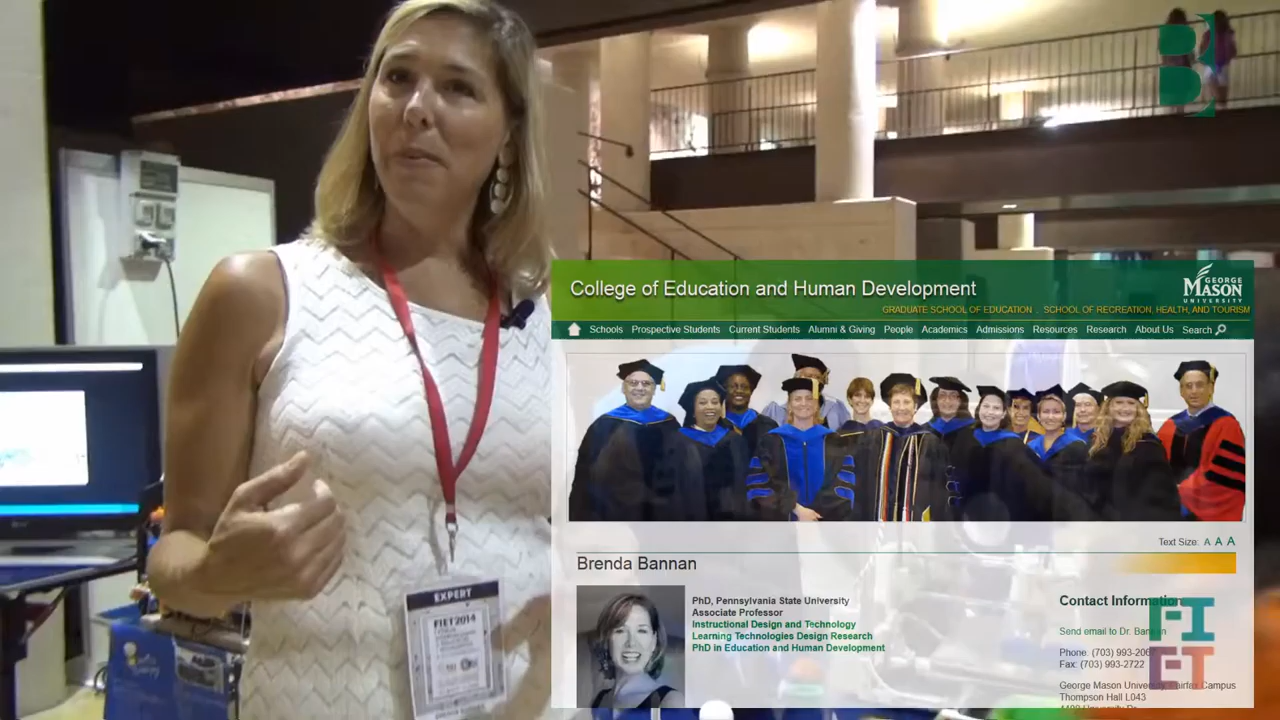 College of Education and Human Development
GEORGE
MASON
UNIVERSITY
GRADUATE SCHOOL OF EDUCATION . SCHOOL OF RECREATION, HEALTH, AND TOURISM
Schools Prospective Students Current Students Alumni & Giving People Academics Admissions Resources Research About Us Search
Text Size: A A A
Brenda Bannan
PhD, Pennsylvania State University
Associate Professor
Instructional Design and Technology
Learning Technologies Design Research
PhD in Education and Human Development
Contact Information
Send email to Dr. Bannan
Phone: (703) 993-206
Fax: (703) 993-2722
George Mason University - Fairfax Campus
Thompson Hall L043
EXPERT
FIET2014
B
FI
ET